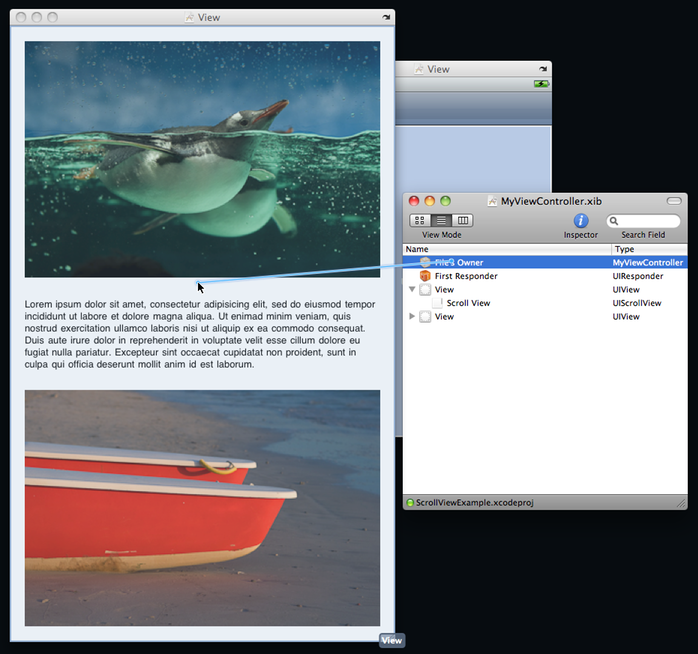 View
View
MyViewController.xib
View Mode
Inspector
Search Field
Name
Type
File's Owner
MyViewController
First Responder
UIResponder
View
UIView
Scroll View
UIScrollView
View
UIView
ScrollViewExample.xcodeproj
Lorem ipsum dolor sit amet, consectetur adipisicing elit, sed do eiusmod tempor
incididunt ut labore et dolore magna aliqua. Ut enimad minim veniam, quis
nostrud exercitation ullamco laboris nisi ut aliquip ex ea commodo consequat.
Duis aute irure dolor in reprehenderit in voluptate velit esse cillum dolore eu
fugiat nulla pariatur. Excepteur sint occaecat cupidatat non proident, sunt in
culpa qui officia deserunt mollit anim id est laborum.
View